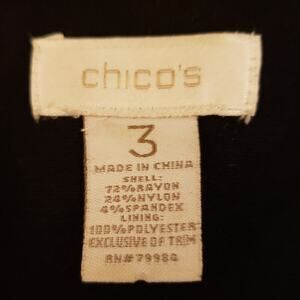 chico's
3
MADE IN CHINA
SHELL:
72%RAYON
24%NYLON
4%SPANDEX
LINING:
100%POLYESTER
EXCLUSIVE OF TRIM
RN#79984